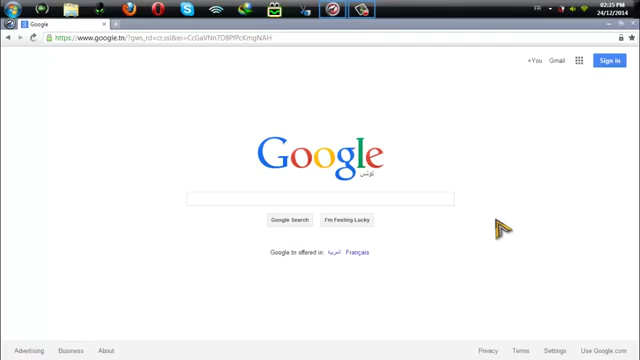 FR
02:35 PM
24/12/2014
Google
https://www.google.tn/?gws_rd=cr,ssl&ei=CcGaVNn7D8PfPcKmgNAH
+You Gmail Sign in
Google
تونس
Google Search I'm Feeling Lucky
Google.tn offered in: العربية Français
Advertising Business About Privacy Terms Settings Use Google.com